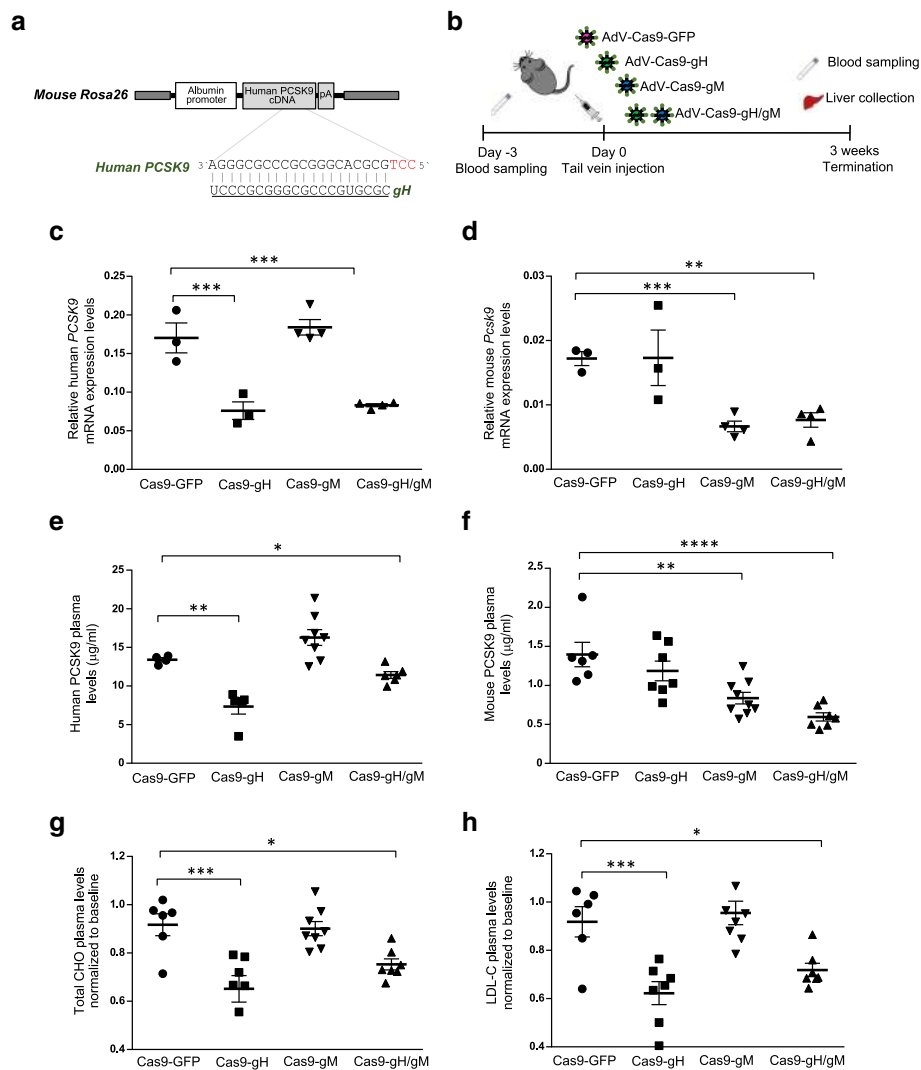 a
Mouse Rosa26
Albumin
promoter
Human PCSK9
cDNA
pA
Human PCSK9
3`AGGGCGCCCGCGGGCACGCGTCC5`
UCCCGCGGGCGCCCGUGCGC gH
b
AdV-Cas9-GFP
AdV-Cas9-gH
AdV-Cas9-gM
AdV-Cas9-gH/gM
Blood sampling
Liver collection
Day -3
Blood sampling
Day 0
Tail vein injection
3 weeks
Termination
c
Relative human PCSK9
mRNA expression levels
0.25
0.20
0.15
0.10
0.05
0.00
***
***
Cas9-GFP Cas9-gH Cas9-gM Cas9-gH/gM
d
Relative mouse Pcsk9
mRNA expression levels
0.03
0.02
0.01
0.00
**
***
Cas9-GFP Cas9-gH Cas9-gM Cas9-gH/gM
e
Human PCSK9 plasma
levels (µg/ml)
25
20
15
10
5
0
*
**
Cas9-GFP Cas9-gH Cas9-gM Cas9-gH/gM
f
Mouse PCSK9 plasma
levels (µg/ml)
2.5
2.0
1.5
1.0
0.5
0.0
****
**
Cas9-GFP Cas9-gH Cas9-gM Cas9-gH/gM
g
Total CHO plasma levels
normalized to baseline
1.2
1.0
0.8
0.6
0.4
*
***
Cas9-GFP Cas9-gH Cas9-gM Cas9-gH/gM
h
LDL-C plasma levels
normalized to baseline
1.2
1.0
0.8
0.6
0.4
*
***
Cas9-GFP Cas9-gH Cas9-gM Cas9-gH/gM